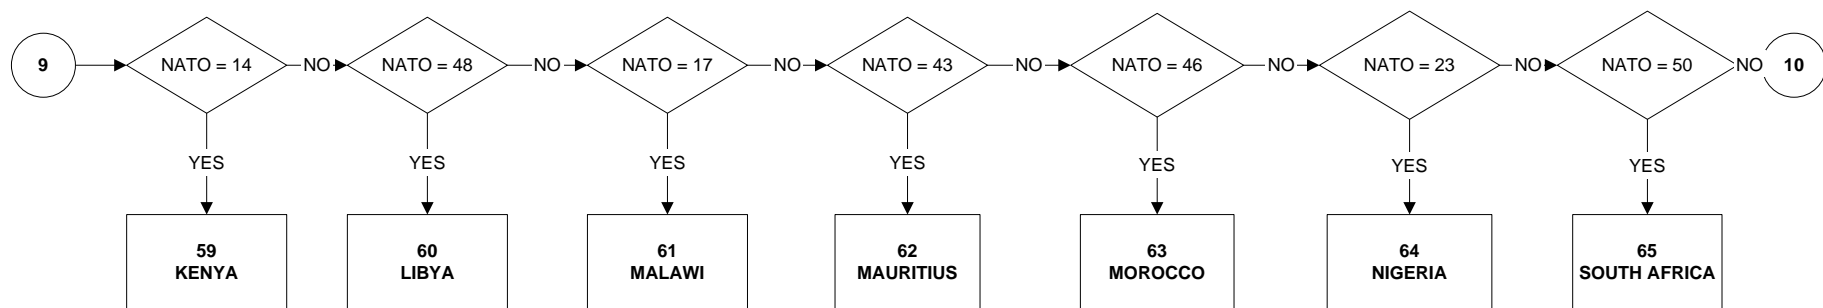 9
NATO = 14
NO
NATO = 48
NO
NATO = 17
NO
NATO = 43
NO
NATO = 46
NO
NATO = 23
NO
NATO = 50
NO
10
YES
YES
YES
YES
YES
YES
YES
59
KENYA
60
LIBYA
61
MALAWI
62
MAURITIUS
63
MOROCCO
64
NIGERIA
65
SOUTH AFRICA